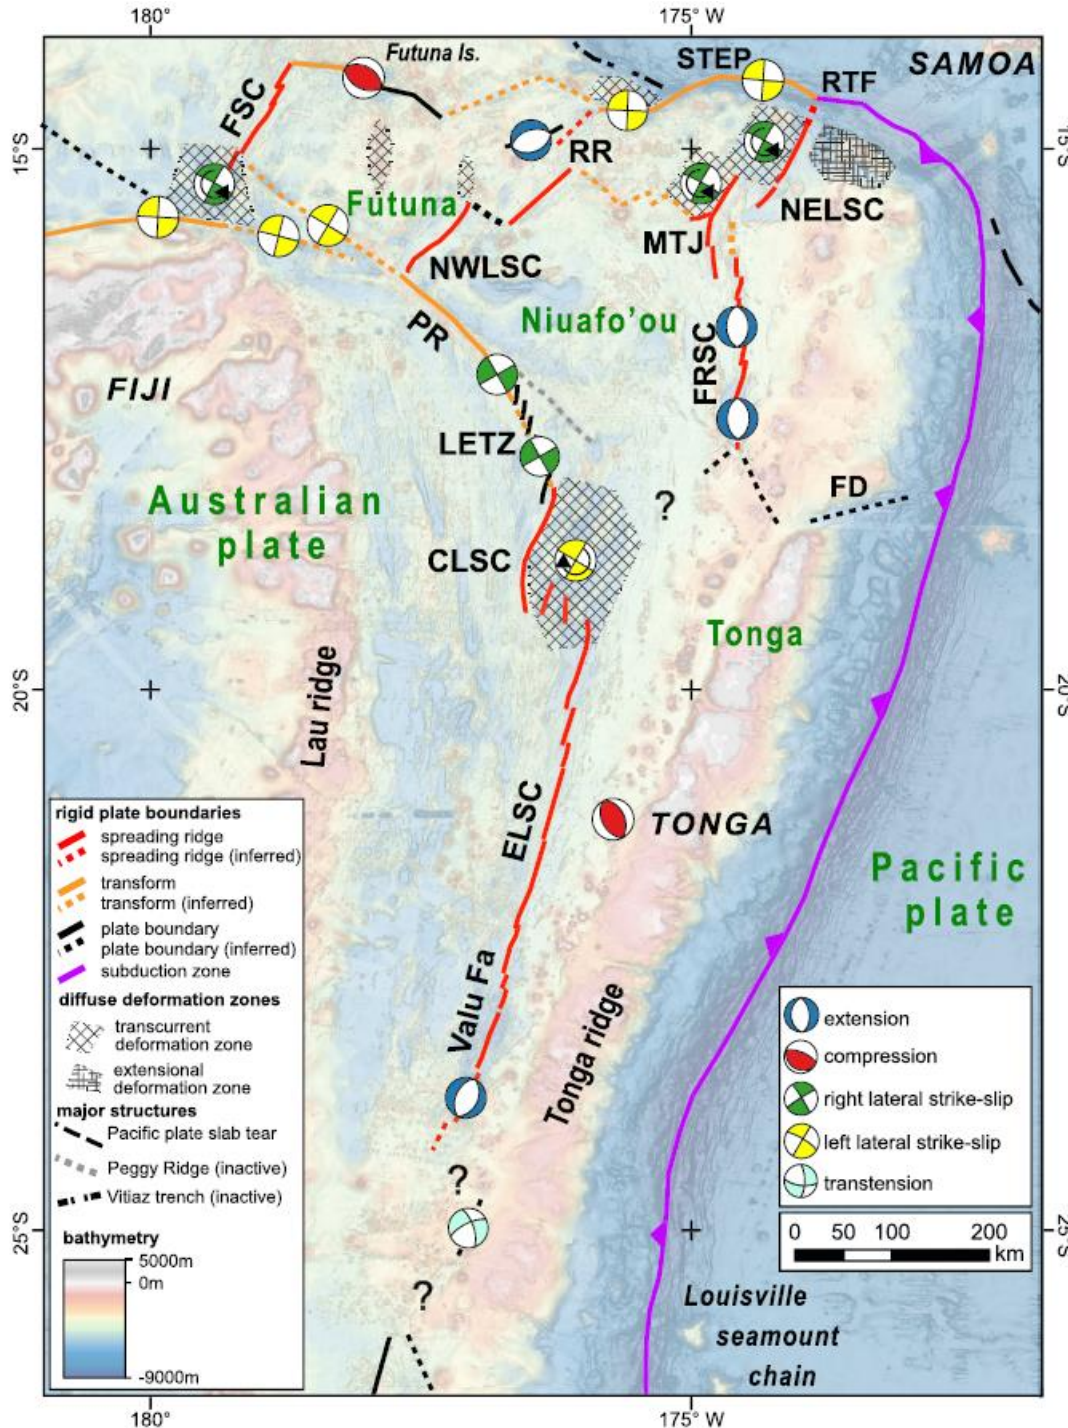 180°
175° W
Futuna Is.
STEP
SAMOA
RTF
FSC
15°S
15°S
RR
Futuna
NELSC
MTJ
NWLSC
Niuafo'ou
PR
FRSC
FIJI
LETZ
Australian
plate
?
FD
CLSC
Tonga
20°S
20°S
Lau ridge
ELSC
TONGA
Pacific
plate
Valu Fa
Tonga ridge
?
?
25°S
25°S
Louisville
seamount
chain
rigid plate boundaries
spreading ridge
spreading ridge (inferred)
transform
transform (inferred)
plate boundary
plate boundary (inferred)
subduction zone
diffuse deformation zones
transcurrent
deformation zone
extensional
deformation zone
major structures
Pacific plate slab tear
Peggy Ridge (inactive)
Vitiaz trench (inactive)
bathymetry
5000m
0m
-9000m
extension
compression
right lateral strike-slip
left lateral strike-slip
transtension
0 50 100 200
km
180°
175° W